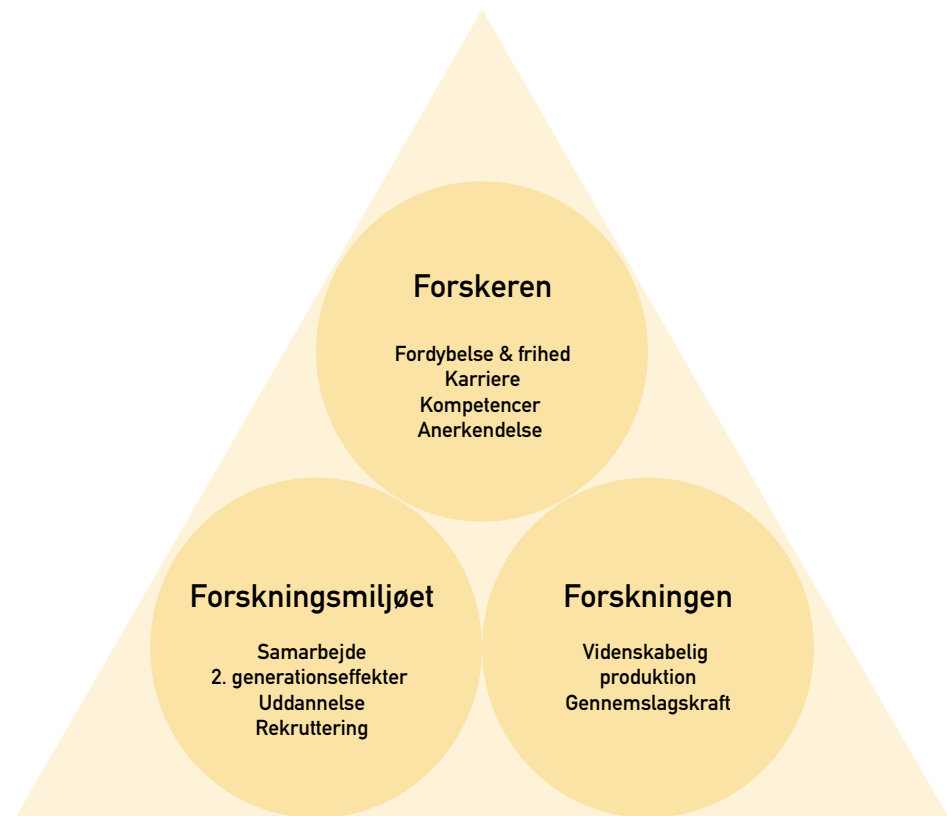 Forskeren
Fordybelse & frihed
Karriere
Kompetencer
Anerkendelse
Forskningsmiljøet
Samarbejde
2. generationseffekter
Uddannelse
Rekruttering
Forskningen
Videnskabelig
produktion
Gennemslagskraft